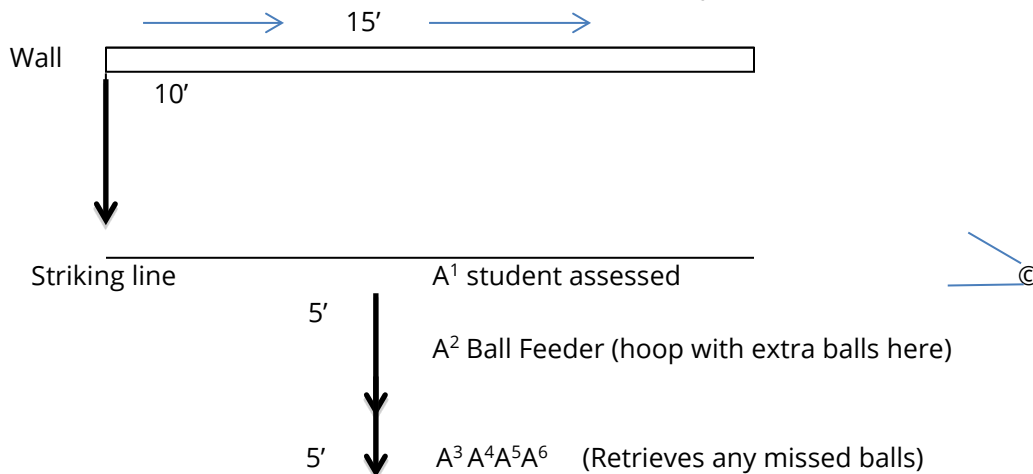 15’
Wall
10’
Striking line A¹ student assessed ©
5’
A² Ball Feeder (hoop with extra balls here)
5’ A³ A⁴A⁵A⁶ (Retrieves any missed balls)